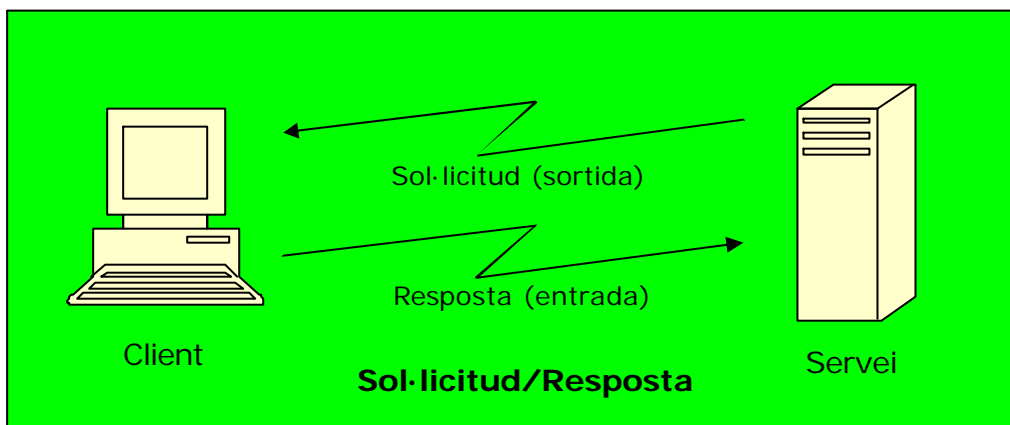 Sol·licitud (sortida)
Resposta (entrada)
Client
Servei
Sol·licitud/Resposta